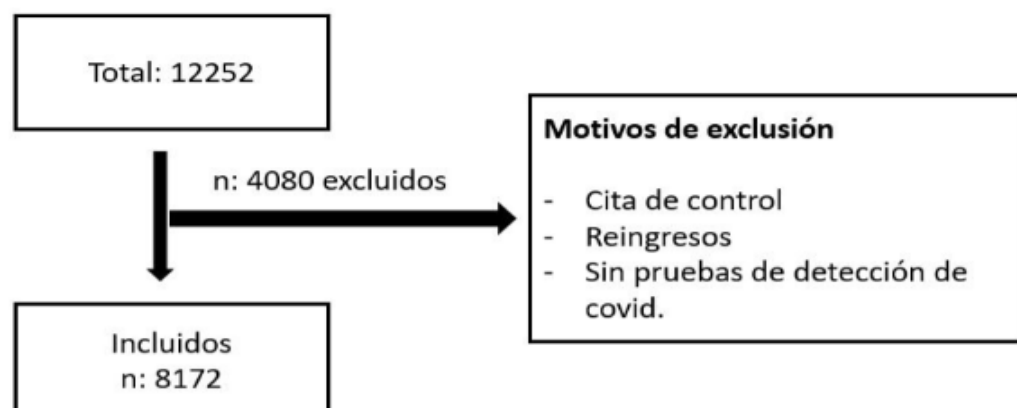 Total: 12252
n: 4080 excluidos
Motivos de exclusión
- Cita de control
- Reingresos
- Sin pruebas de detección de
covid.
Incluidos
n: 8172